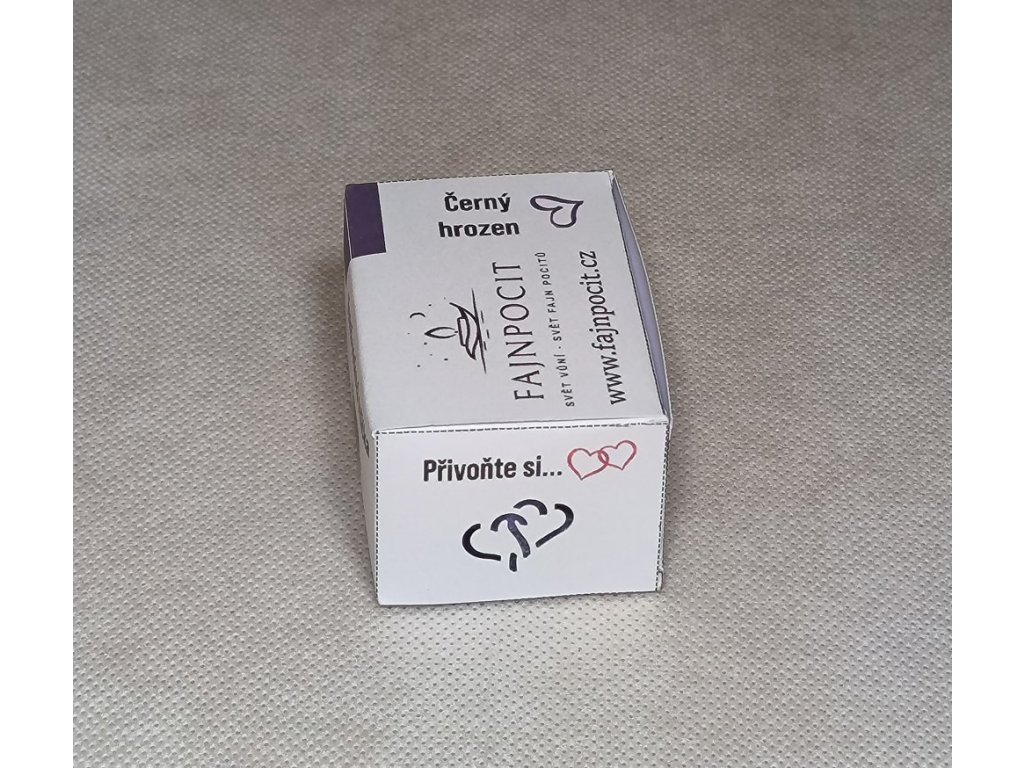 Černý
hrozen
FAJNPOCIT
SVĚT VŮNÍ · SVĚT FAJN POCITŮ
www.fajnpocit.cz
Přivoňte si...